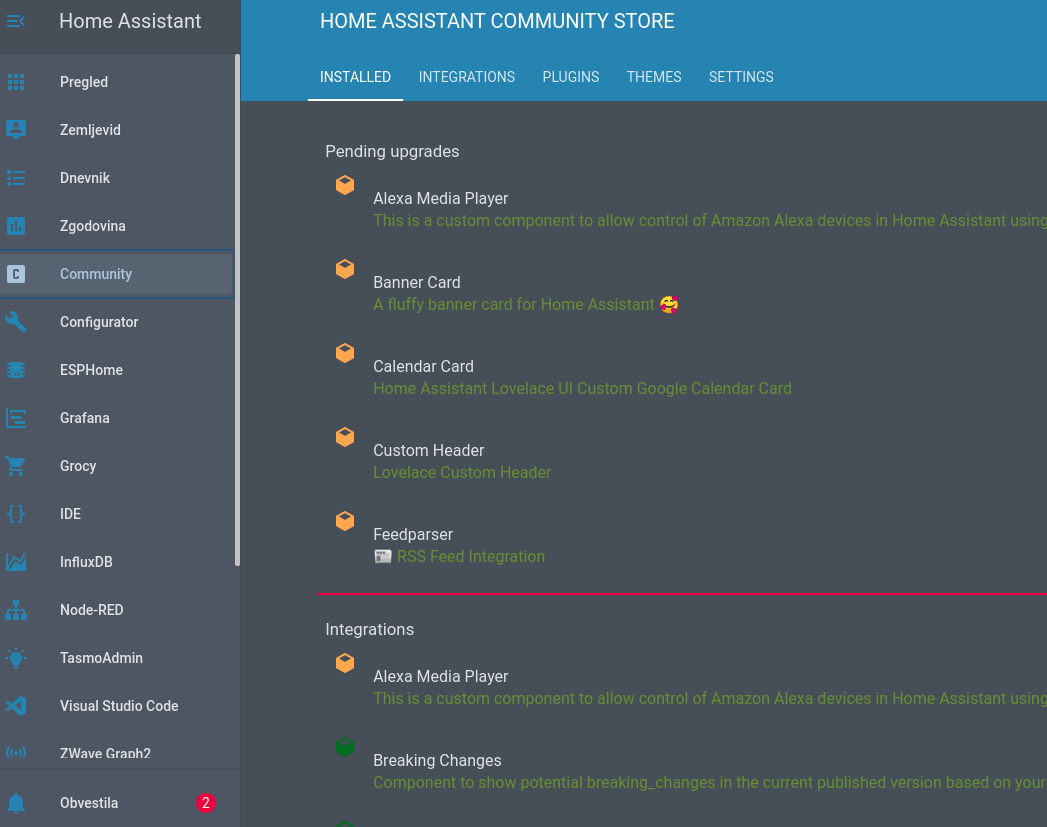 Home Assistant
Pregled
Zemljevid
Dnevnik
Zgodovina
C Community
Configurator
ESPHome
Grafana
Grocy
IDE
InfluxDB
Node-RED
TasmoAdmin
Visual Studio Code
ZWave Graph2
Obvestila 2
HOME ASSISTANT COMMUNITY STORE
INSTALLED INTEGRATIONS PLUGINS THEMES SETTINGS
Pending upgrades
Alexa Media Player
This is a custom component to allow control of Amazon Alexa devices in Home Assistant using
Banner Card
A fluffy banner card for Home Assistant 🥰
Calendar Card
Home Assistant Lovelace UI Custom Google Calendar Card
Custom Header
Lovelace Custom Header
Feedparser
📰 RSS Feed Integration
Integrations
Alexa Media Player
This is a custom component to allow control of Amazon Alexa devices in Home Assistant using
Breaking Changes
Component to show potential breaking_changes in the current published version based on your